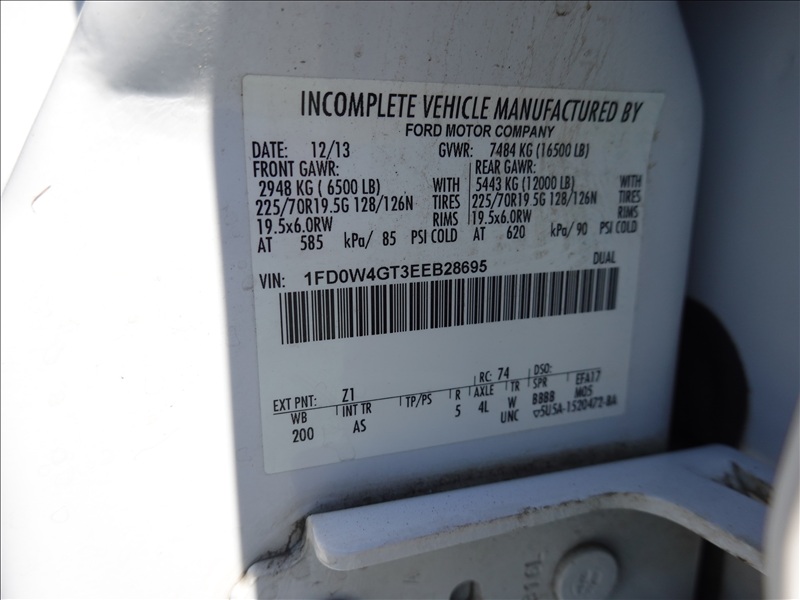 INCOMPLETE VEHICLE MANUFACTURED BY
FORD MOTOR COMPANY
DATE: 12/13 GVWR: 7484 KG (16500 LB)
FRONT GAWR: REAR GAWR:
2948 KG ( 6500 LB) WITH 5443 KG (12000 LB) WITH
225/70R19.5G 128/126N TIRES 225/70R19.5G 128/126N TIRES
19.5x6.0RW RIMS 19.5x6.0RW RIMS
AT 585 kPa/ 85 PSI COLD AT 620 kPa/ 90 PSI COLD
DUAL
VIN: 1FD0W4GT3EEB28695
EXT PNT: Z1 RC: 74 DSO:
WB INT TR TP/PS R AXLE TR SPR EFA17
200 AS 5 4L W BBBB M05
UNC ▽5U5A-1520472-BA